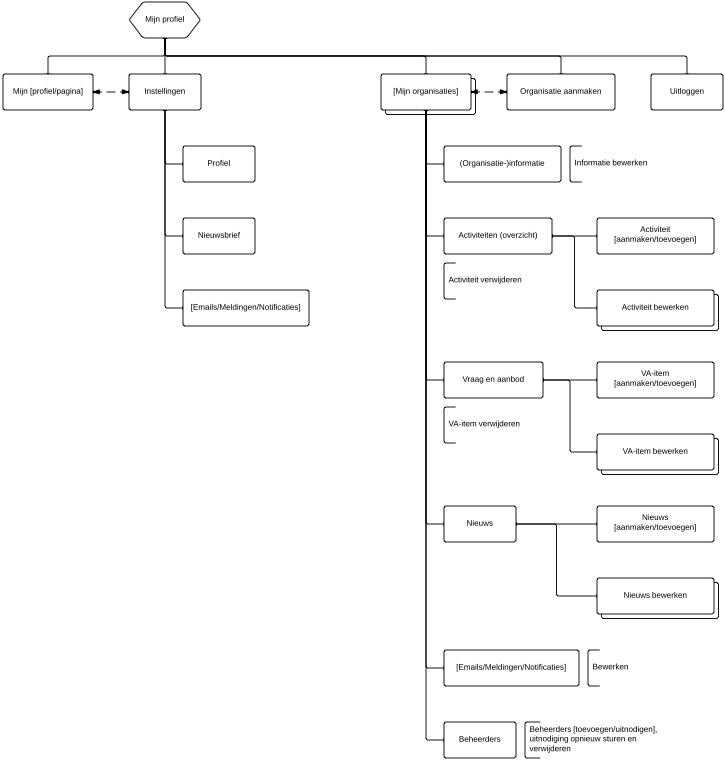 Mijn profiel
Mijn [profiel/pagina]
Instellingen
[Mijn organisaties]
Organisatie aanmaken
Uitloggen
Profiel
(Organisatie-)informatie
Informatie bewerken
Nieuwsbrief
Activiteiten (overzicht)
Activiteit
[aanmaken/toevoegen]
Activiteit verwijderen
[Emails/Meldingen/Notificaties]
Activiteit bewerken
Vraag en aanbod
VA-item
[aanmaken/toevoegen]
VA-item verwijderen
VA-item bewerken
Nieuws
Nieuws
[aanmaken/toevoegen]
Nieuws bewerken
[Emails/Meldingen/Notificaties]
Bewerken
Beheerders
Beheerders [toevoegen/uitnodigen],
uitnodiging opnieuw sturen en
verwijderen